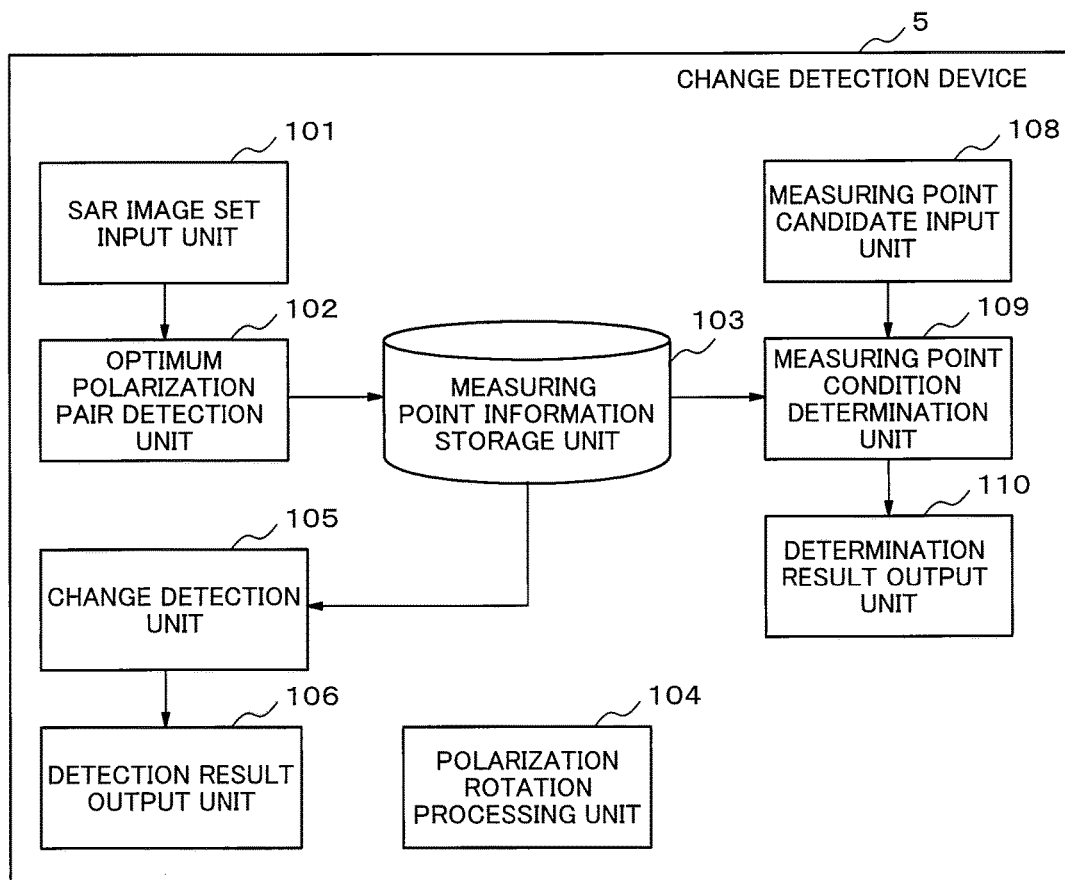 5
CHANGE DETECTION DEVICE
101
SAR IMAGE SET
INPUT UNIT
108
MEASURING POINT
CANDIDATE INPUT
UNIT
102
OPTIMUM
POLARIZATION
PAIR DETECTION
UNIT
103
MEASURING
POINT INFORMATION
STORAGE UNIT
109
MEASURING POINT
CONDITION
DETERMINATION
UNIT
105
CHANGE DETECTION
UNIT
110
DETERMINATION
RESULT OUTPUT
UNIT
106
DETECTION RESULT
OUTPUT UNIT
104
POLARIZATION
ROTATION
PROCESSING UNIT